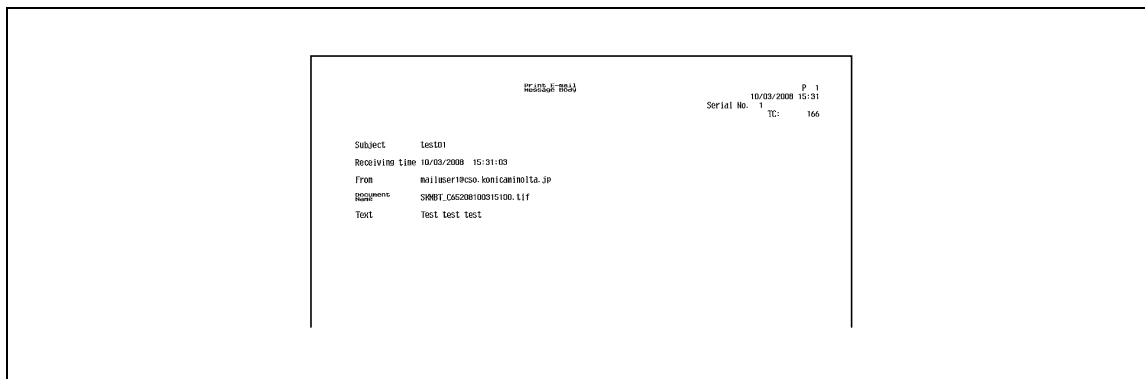 Print E-mail
Message Body
P 1
10/03/2008 15:31
Serial No. 1
TC: 166
Subject test01
Receiving time 10/03/2008 15:31:03
From mailuser1@cso.konicaminolta.jp
Document
Name SKMBT_C65208100315100.tif
Text Test test test